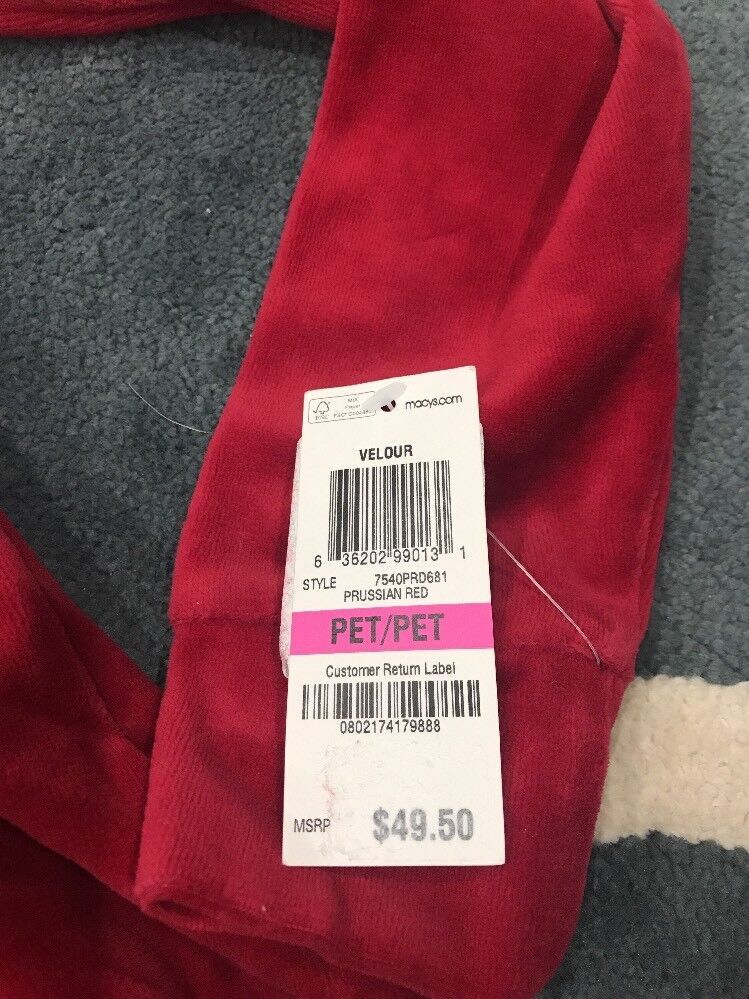 MIX
macys.com
VELOUR
6 36202 99013 1
STYLE 7540PRD681
PRUSSIAN RED
PET/PET
Customer Return Label
0802174179888
MSRP $49.50